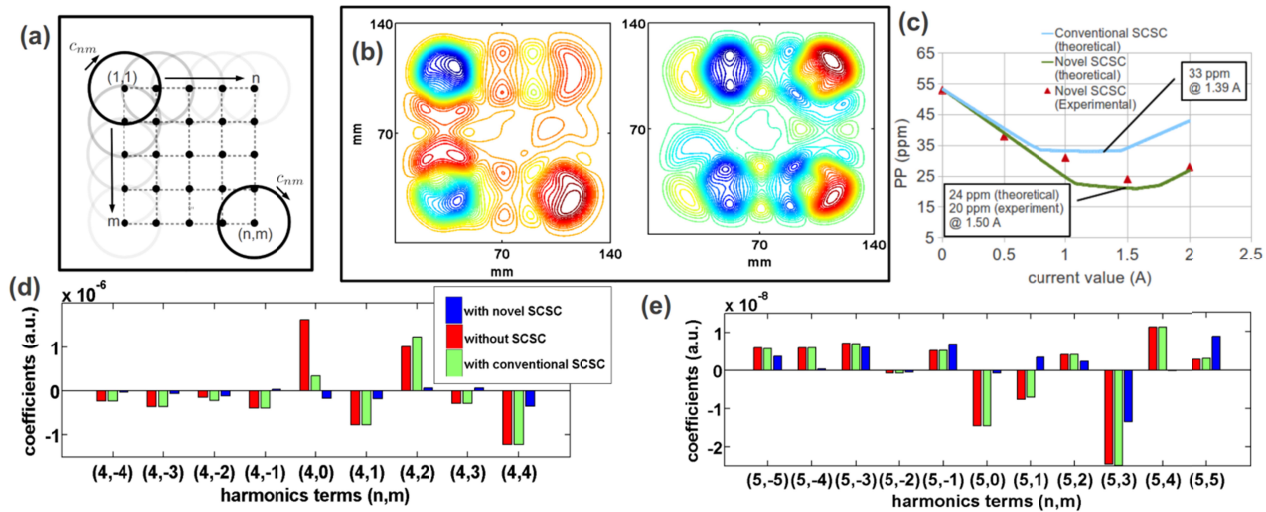 (a)
c_nm
(1,1)
n
m
c_nm
(n,m)
(b)
140
70
70
mm
140
mm
140
70
70
mm
140
(c)
65
55
45
35
25
15
5
PP (ppm)
Conventional SCSC
(theoretical)
Novel SCSC
(theoretical)
Novel SCSC
(Experimental)
33 ppm
@ 1.39 A
24 ppm (theoretical)
20 ppm (experiment)
@ 1.50 A
0 0.5 1 1.5 2 2.5
current value (A)
(d)
x 10^-6
1
0
-1
coefficients (a.u.)
with novel SCSC
without SCSC
with conventional SCSC
(4,-4) (4,-3) (4,-2) (4,-1) (4,0) (4,1) (4,2) (4,3) (4,4)
harmonics terms (n,m)
(e)
x 10^-8
1
0
-1
-2
coefficients (a.u.)
(5,-5) (5,-4) (5,-3) (5,-2) (5,-1) (5,0) (5,1) (5,2) (5,3) (5,4) (5,5)
harmonics terms (n,m)